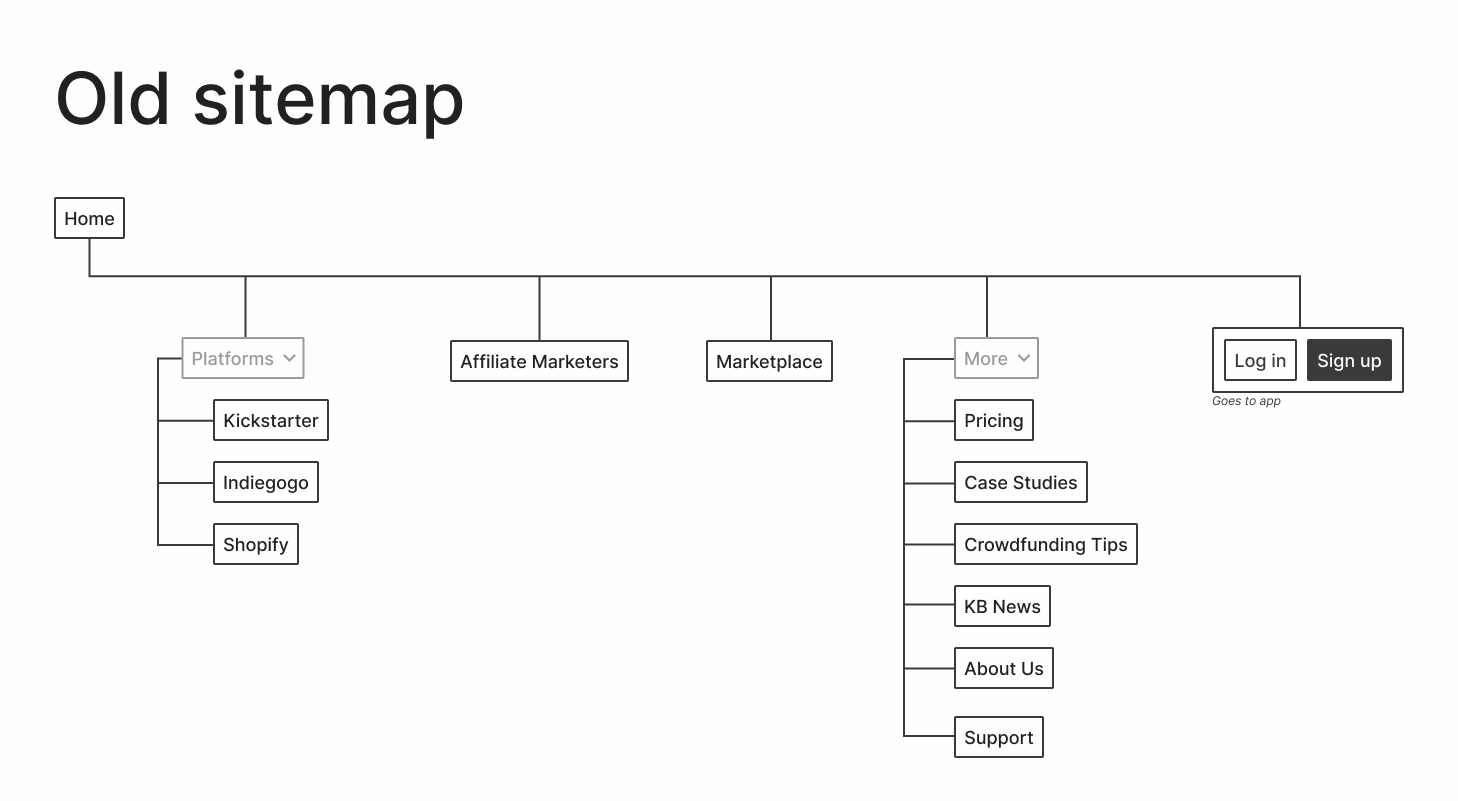 Old sitemap
Home
Platforms
Kickstarter
Indiegogo
Shopify
Affiliate Marketers
Marketplace
More
Pricing
Case Studies
Crowdfunding Tips
KB News
About Us
Support
Log in
Sign up
Goes to app